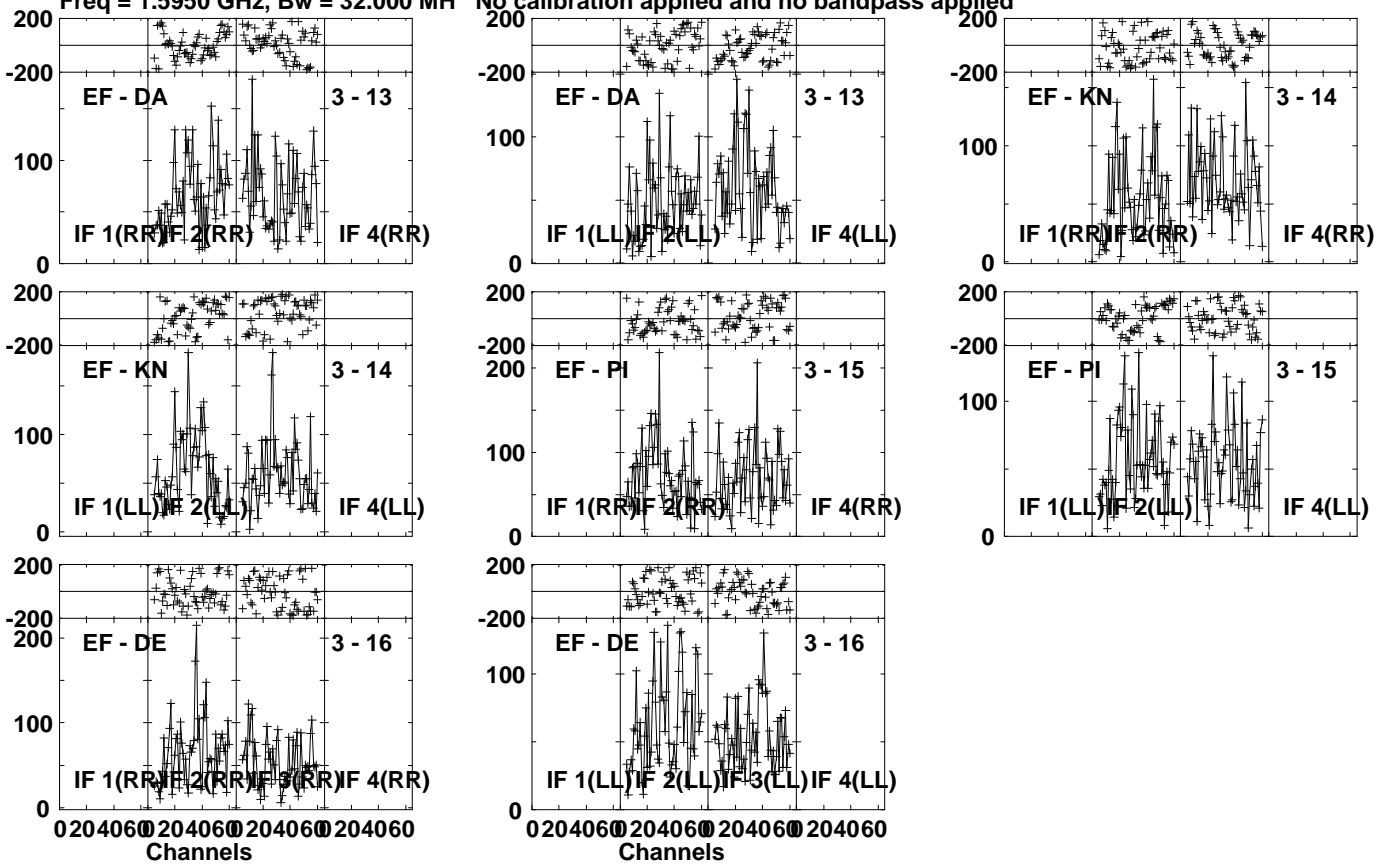 Freq = 1.5950 GHz, Bw = 32.000 MH No calibration applied and no bandpass applied
200
-200
EF - DA 3 - 13
100
IF 1(RR) IF 2(RR) IF 4(RR)
0
200
-200
EF - DA 3 - 13
100
IF 1(LL) IF 2(LL) IF 4(LL)
0
200
-200
EF - KN 3 - 14
100
IF 1(RR) IF 2(RR) IF 4(RR)
0
200
-200
EF - KN 3 - 14
100
IF 1(LL) IF 2(LL) IF 4(LL)
0
200
-200
200
EF - PI 3 - 15
100
IF 1(RR) IF 2(RR) IF 4(RR)
0
200
-200
EF - PI 3 - 15
100
IF 1(LL) IF 2(LL) IF 4(LL)
0
200
-200
200
EF - DE 3 - 16
100
IF 1(RR) IF 2(RR) IF 3(RR) IF 4(RR)
0
0 20 40 60 0 20 40 60 0 20 40 60 0 20 40 60
Channels
200
-200
EF - DE 3 - 16
100
IF 1(LL) IF 2(LL) IF 3(LL) IF 4(LL)
0
0 20 40 60 0 20 40 60 0 20 40 60 0 20 40 60
Channels